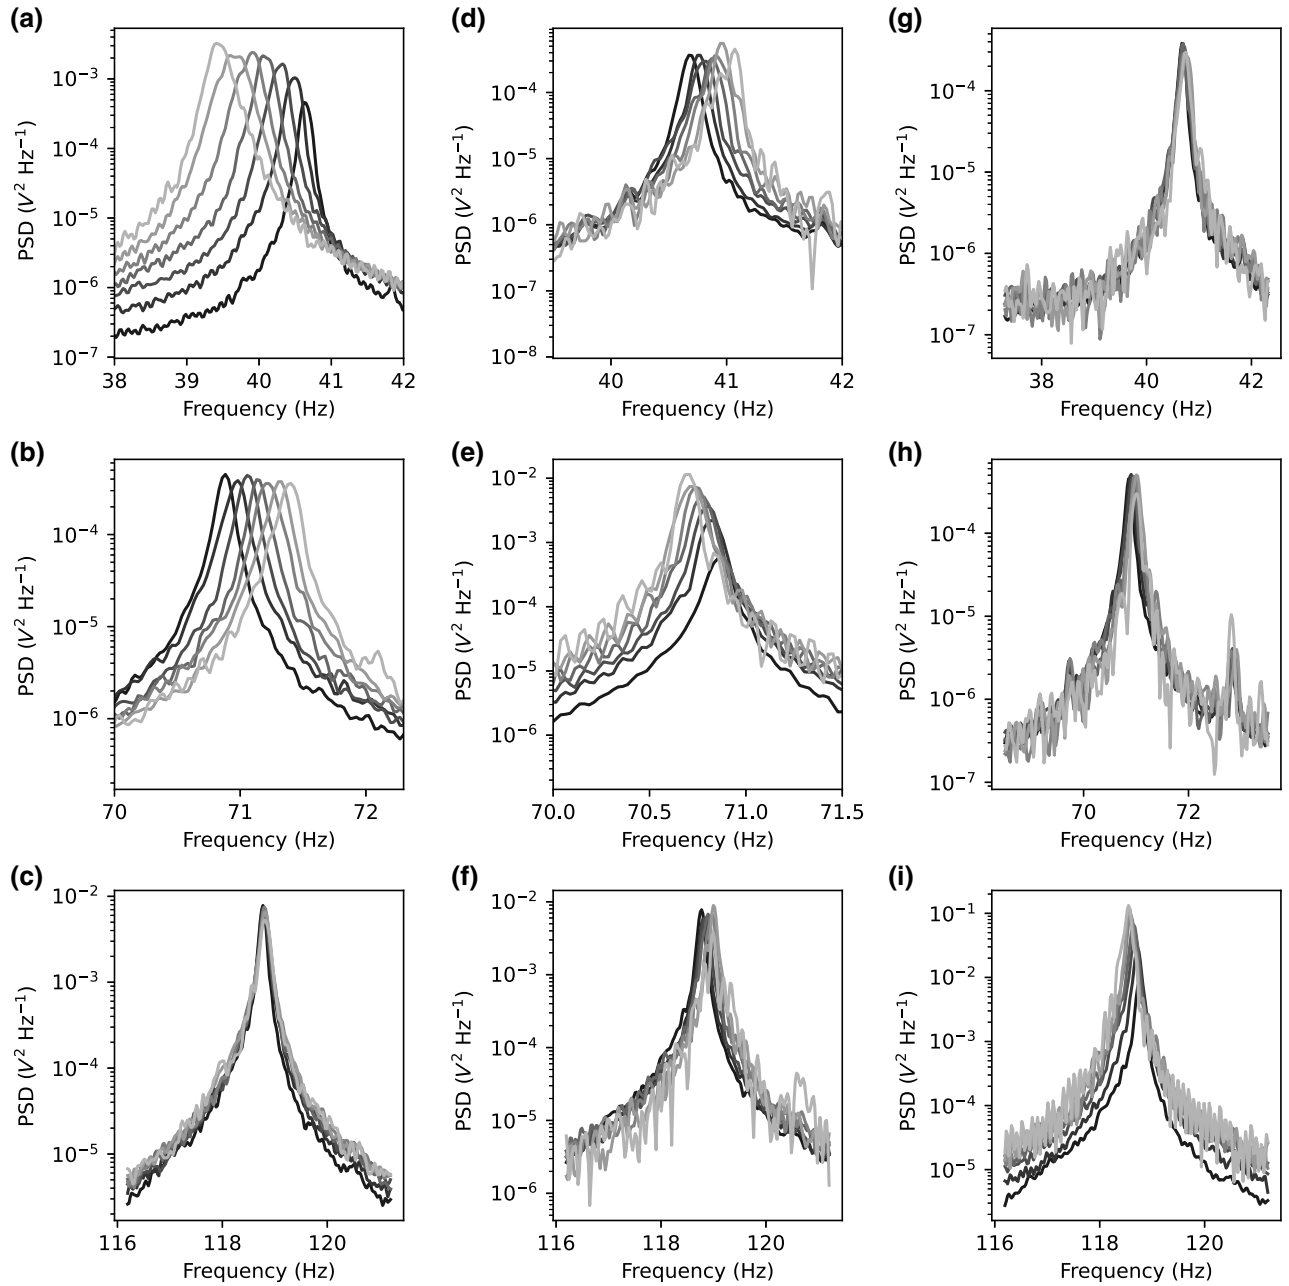 (a)
10⁻³
10⁻⁴
10⁻⁵
10⁻⁶
10⁻⁷
PSD (V² Hz⁻¹)
38 39 40 41 42
Frequency (Hz)
(d)
10⁻⁴
10⁻⁵
10⁻⁶
10⁻⁷
10⁻⁸
PSD (V² Hz⁻¹)
40 41 42
Frequency (Hz)
(g)
10⁻⁴
10⁻⁵
10⁻⁶
10⁻⁷
PSD (V² Hz⁻¹)
38 40 42
Frequency (Hz)
(b)
10⁻⁴
10⁻⁵
10⁻⁶
PSD (V² Hz⁻¹)
70 71 72
Frequency (Hz)
(e)
10⁻²
10⁻³
10⁻⁴
10⁻⁵
10⁻⁶
PSD (V² Hz⁻¹)
70.0 70.5 71.0 71.5
Frequency (Hz)
(h)
10⁻⁴
10⁻⁵
10⁻⁶
10⁻⁷
PSD (V² Hz⁻¹)
70 72
Frequency (Hz)
(c)
10⁻²
10⁻³
10⁻⁴
10⁻⁵
PSD (V² Hz⁻¹)
116 118 120
Frequency (Hz)
(f)
10⁻²
10⁻³
10⁻⁴
10⁻⁵
10⁻⁶
PSD (V² Hz⁻¹)
116 118 120
Frequency (Hz)
(i)
10⁻¹
10⁻²
10⁻³
10⁻⁴
10⁻⁵
PSD (V² Hz⁻¹)
116 118 120
Frequency (Hz)